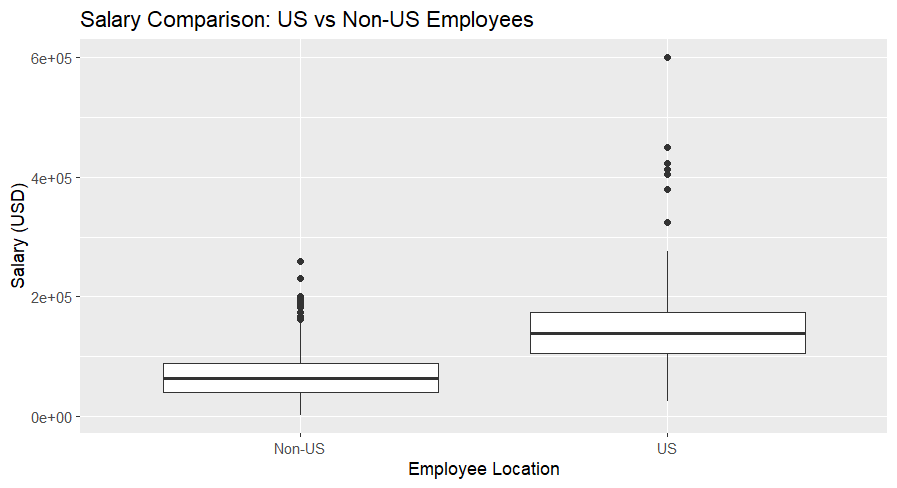 Salary Comparison: US vs Non-US Employees
Salary (USD)
6e+05
4e+05
2e+05
0e+00
Non-US
US
Employee Location